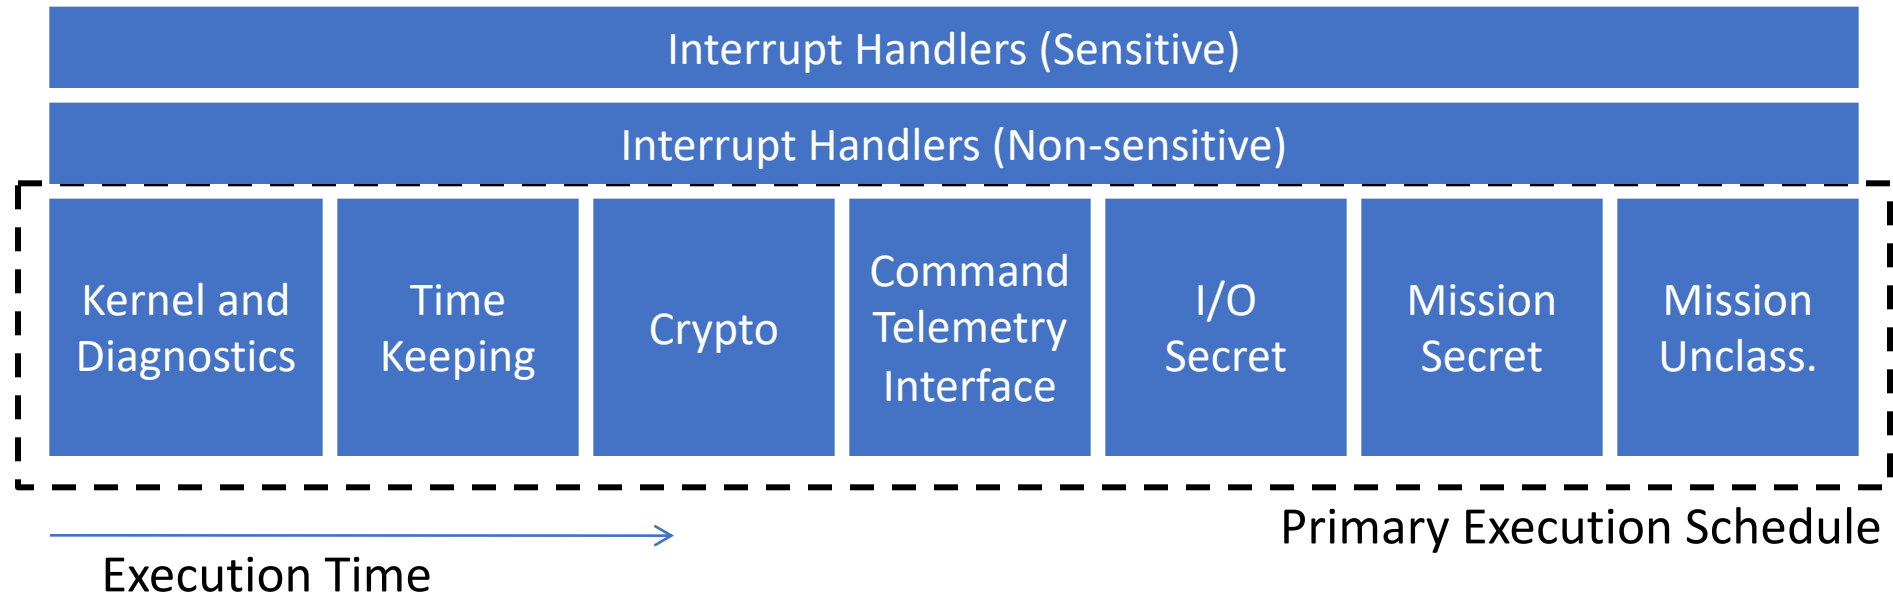 Interrupt Handlers (Sensitive)
Interrupt Handlers (Non-sensitive)
Kernel and
Diagnostics
Time
Keeping
Crypto
Command
Telemetry
Interface
I/O
Secret
Mission
Secret
Mission
Unclass.
Primary Execution Schedule
Execution Time